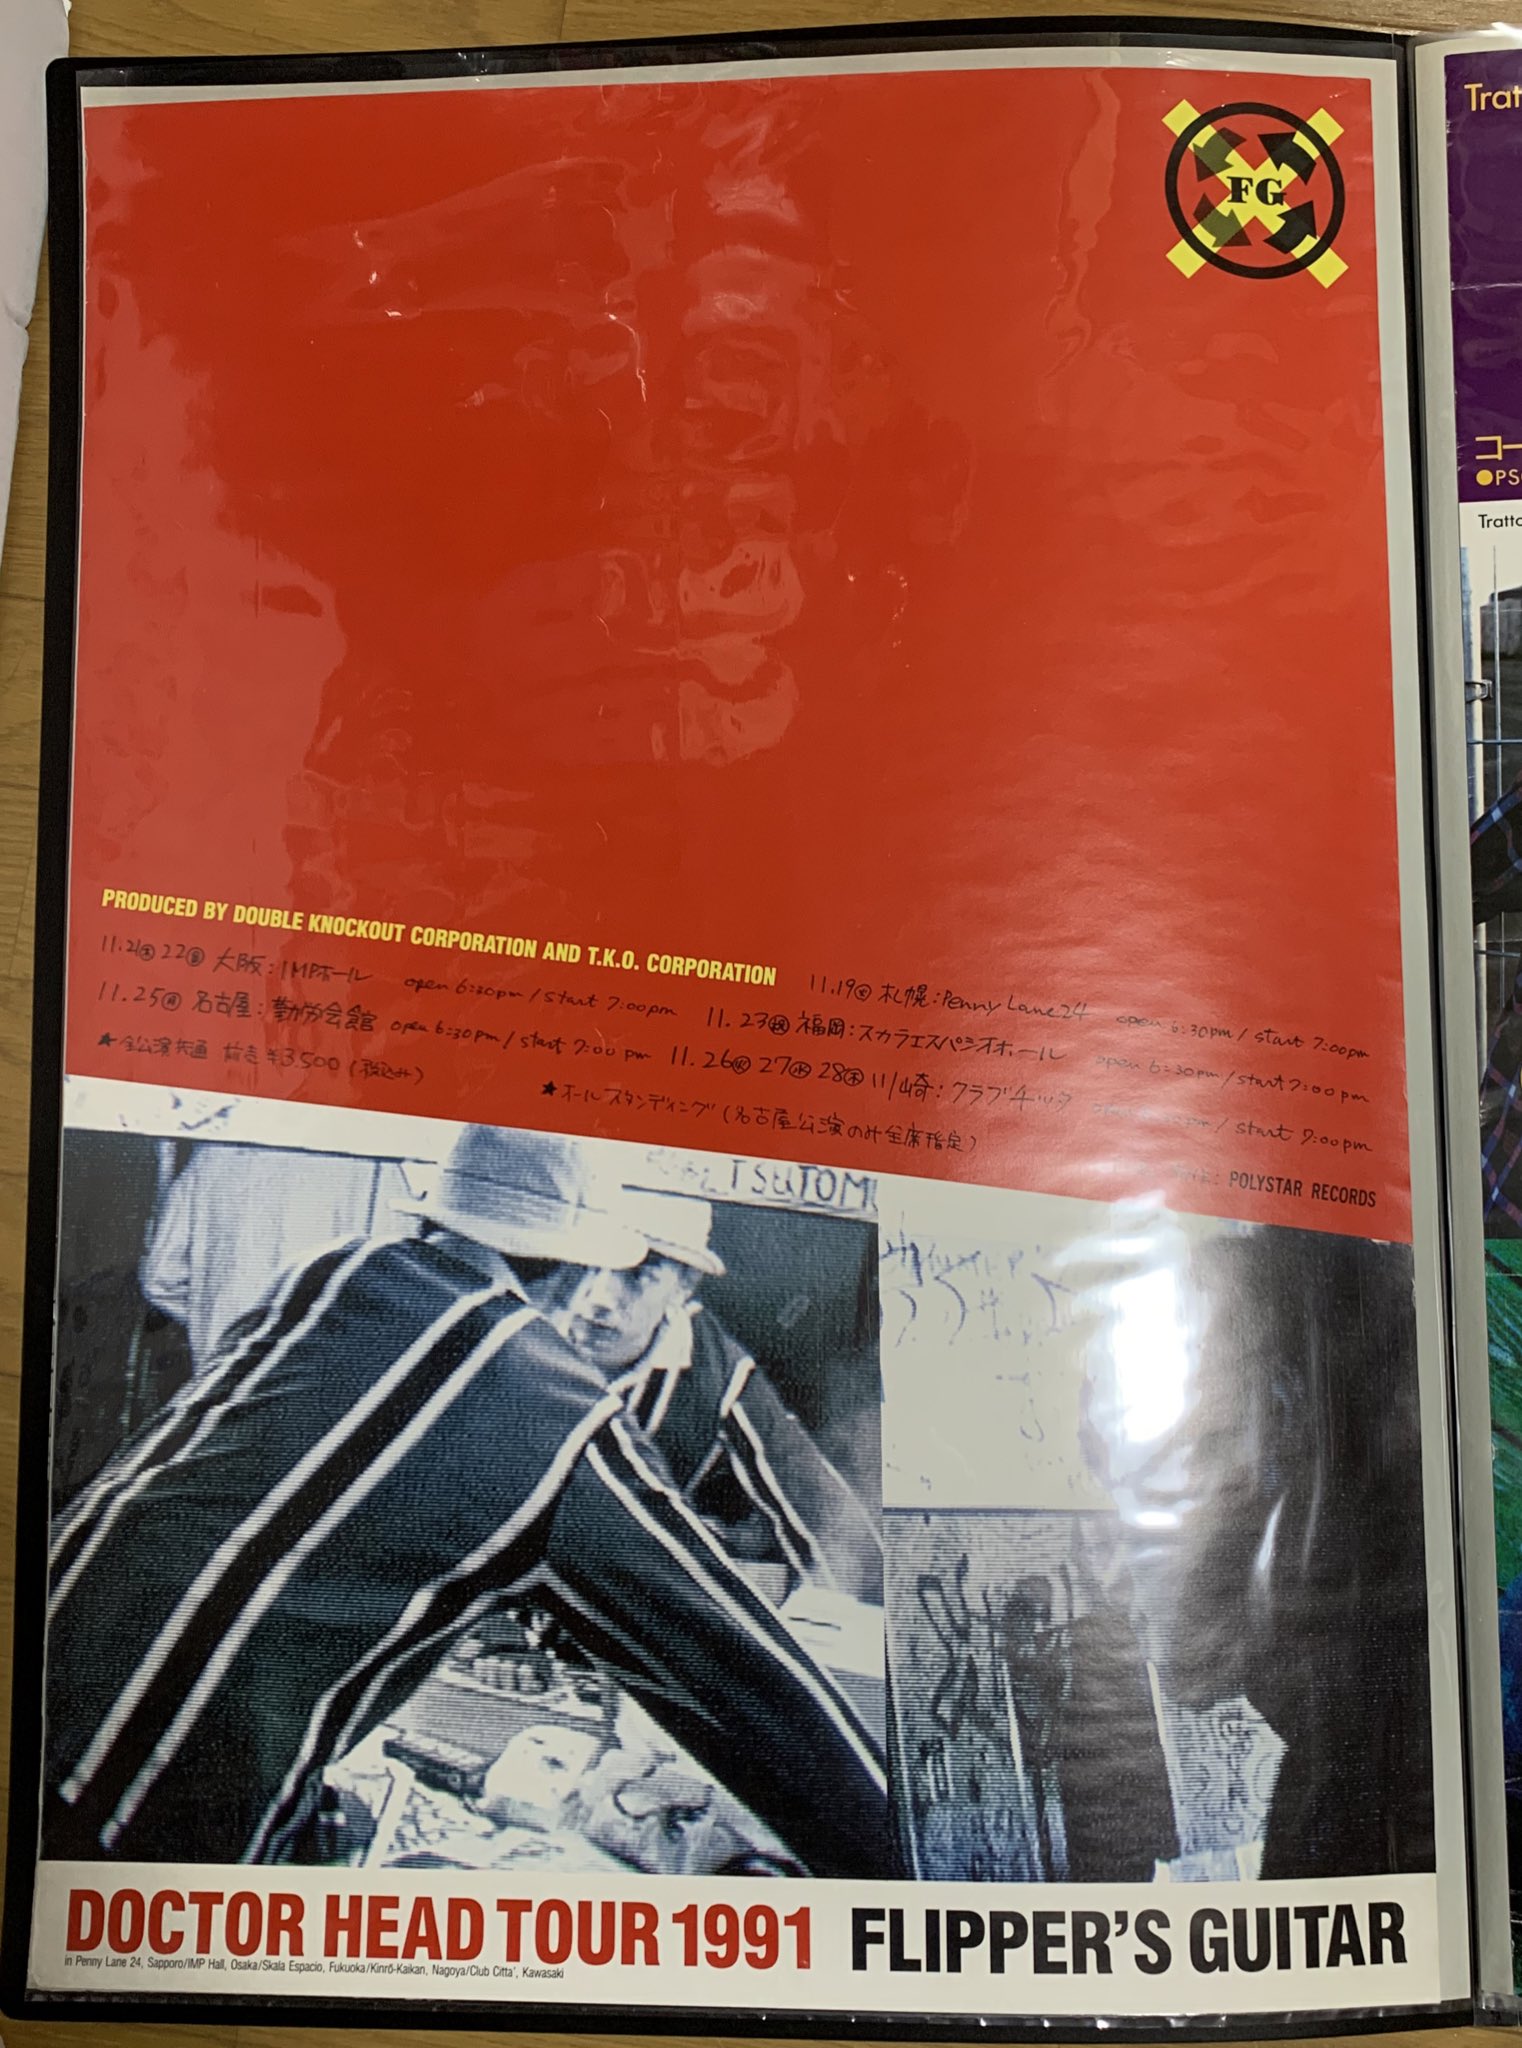 FG
PRODUCED BY DOUBLE KNOCKOUT CORPORATION AND T.K.O. CORPORATION
11.19㊋札幌:Penny Lane 24 open 6:30pm / start 7:00pm
11.21㊍22㊎大阪:IMPホール open 6:30pm / start 7:00pm
11.23㊗福岡:スカラエスパシオホール open 6:30pm / start 7:00pm
11.25㊊名古屋:勤労会館 open 6:30pm / start 7:00pm
11.26㊋27㊌28㊍川崎:クラブチッタ start 7:00pm
★全公演共通 前売¥3,500(税込み)
★オールスタンディング(名古屋公演のみ全席指定)
POLYSTAR RECORDS
TSUTOM
DOCTOR HEAD TOUR 1991 FLIPPER'S GUITAR
in Penny Lane 24, Sapporo/IMP Hall, Osaka/Skala Espacio, Fukuoka/Kinrō-Kaikan, Nagoya/Club Citta', Kawasaki
Trat
コー
●PS
Tratto